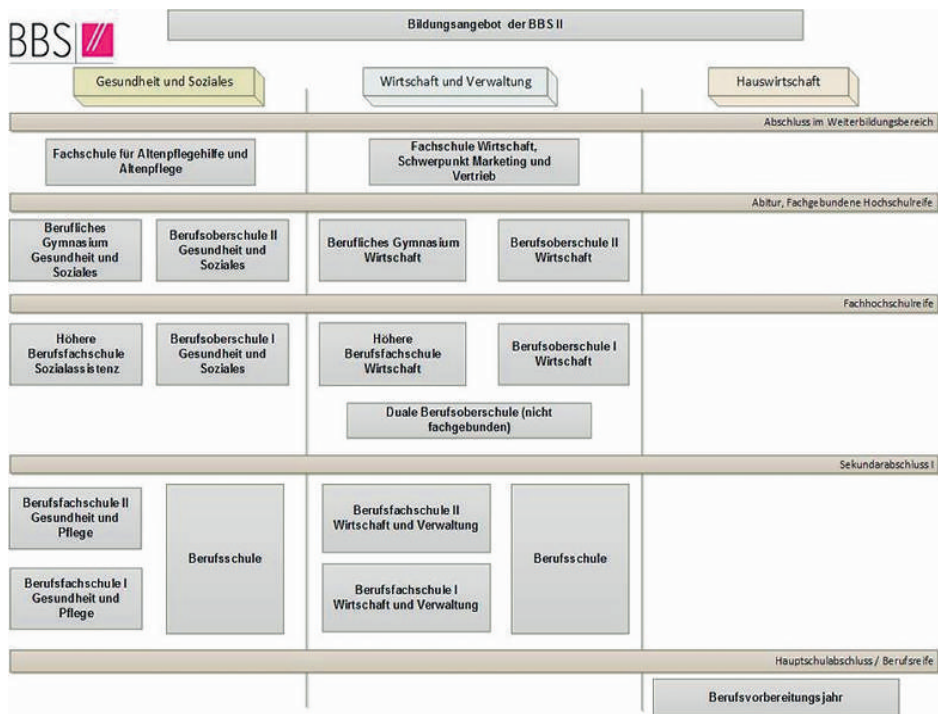 Bildungsangebot der BBS II
BBS
Gesundheit und Soziales
Wirtschaft und Verwaltung
Hauswirtschaft
Abschluss im Weiterbildungsbereich
Fachschule für Altenpflegehilfe und
Altenpflege
Fachschule Wirtschaft,
Schwerpunkt Marketing und
Vertrieb
Abitur, Fachgebundene Hochschulreife
Berufliches
Gymnasium
Gesundheit und
Soziales
Berufsoberschule II
Gesundheit und
Soziales
Berufliches Gymnasium
Wirtschaft
Berufsoberschule II
Wirtschaft
Fachhochschulreife
Höhere
Berufsfachschule
Sozialassistenz
Berufsoberschule I
Gesundheit und
Soziales
Höhere
Berufsfachschule
Wirtschaft
Berufsoberschule I
Wirtschaft
Duale Berufsoberschule (nicht
fachgebunden)
Sekundarabschluss I
Berufsfachschule II
Gesundheit und
Pflege
Berufsschule
Berufsfachschule II
Wirtschaft und Verwaltung
Berufsschule
Berufsfachschule I
Gesundheit und
Pflege
Berufsfachschule I
Wirtschaft und Verwaltung
Hauptschulabschluss / Berufsreife
Berufsvorbereitungsjahr